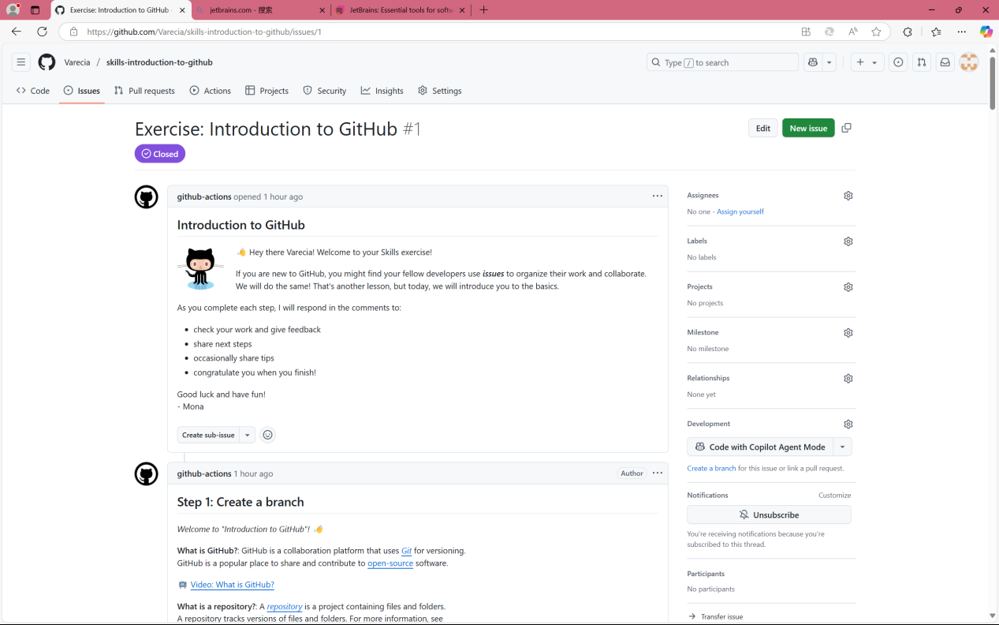 Exercise: Introduction to GitHub -
jetbrains.com - 搜索
JetBrains: Essential tools for softw
https://github.com/Varecia/skills-introduction-to-github/issues/1
Varecia / skills-introduction-to-github
Type / to search
Code
Issues
Pull requests
Actions
Projects
Security
Insights
Settings
Exercise: Introduction to GitHub #1
Edit
New issue
Closed
github-actions opened 1 hour ago
Introduction to GitHub
Hey there Varecia! Welcome to your Skills exercise!
If you are new to GitHub, you might find your fellow developers use issues to organize their work and collaborate.
We will do the same! That's another lesson, but today, we will introduce you to the basics.
As you complete each step, I will respond in the comments to:
• check your work and give feedback
• share next steps
• occasionally share tips
• congratulate you when you finish!
Good luck and have fun!
- Mona
Create sub-issue
github-actions 1 hour ago
Author
Step 1: Create a branch
Welcome to "Introduction to GitHub"!
What is GitHub?: GitHub is a collaboration platform that uses Git for versioning.
GitHub is a popular place to share and contribute to open-source software.
Video: What is GitHub?
What is a repository?: A repository is a project containing files and folders.
A repository tracks versions of files and folders. For more information, see
Assignees
No one - Assign yourself
Labels
No labels
Projects
No projects
Milestone
No milestone
Relationships
None yet
Development
Code with Copilot Agent Mode
Create a branch for this issue or link a pull request.
Notifications
Customize
Unsubscribe
You're receiving notifications because you're
subscribed to this thread.
Participants
No participants
Transfer issue